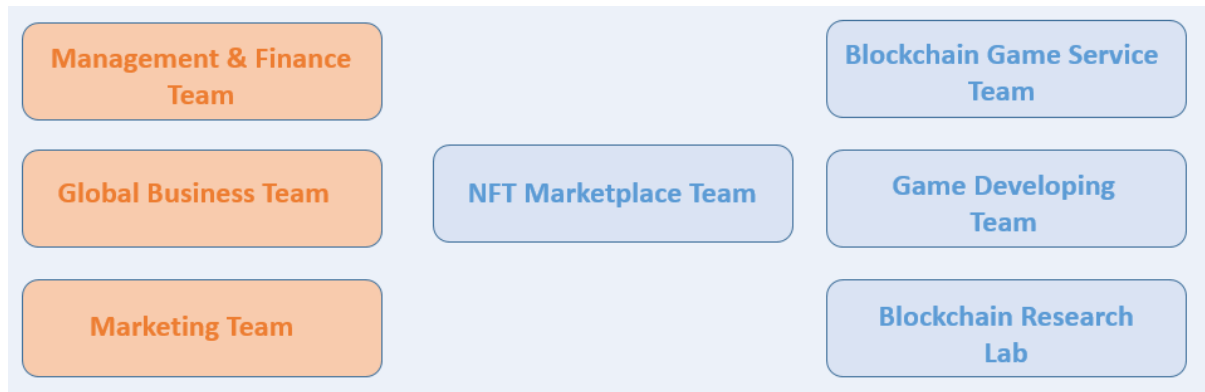 Management & Finance
Team
Global Business Team
Marketing Team
NFT Marketplace Team
Blockchain Game Service
Team
Game Developing
Team
Blockchain Research
Lab